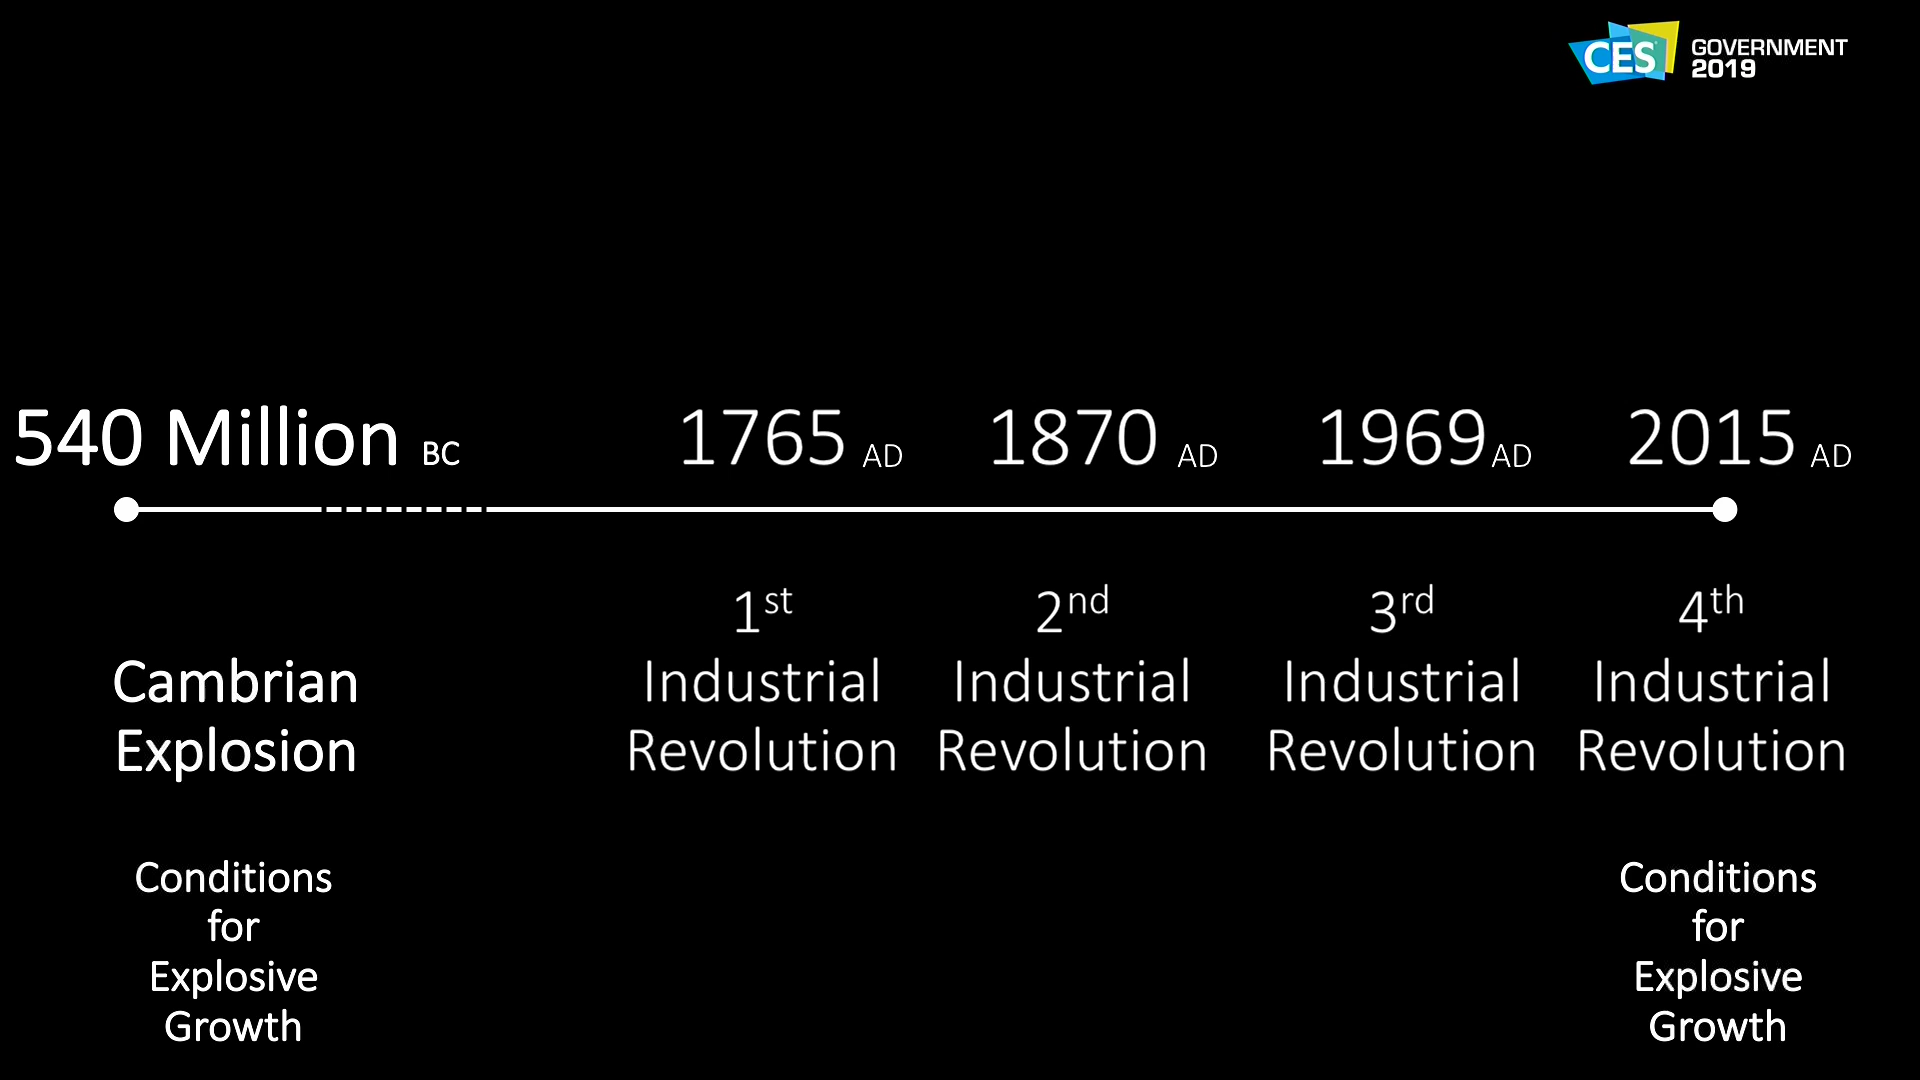 CES GOVERNMENT
2019
540 Million BC
1765 AD
1870 AD
1969 AD
2015 AD
Cambrian
Explosion
1st
Industrial
Revolution
2nd
Industrial
Revolution
3rd
Industrial
Revolution
4th
Industrial
Revolution
Conditions
for
Explosive
Growth
Conditions
for
Explosive
Growth